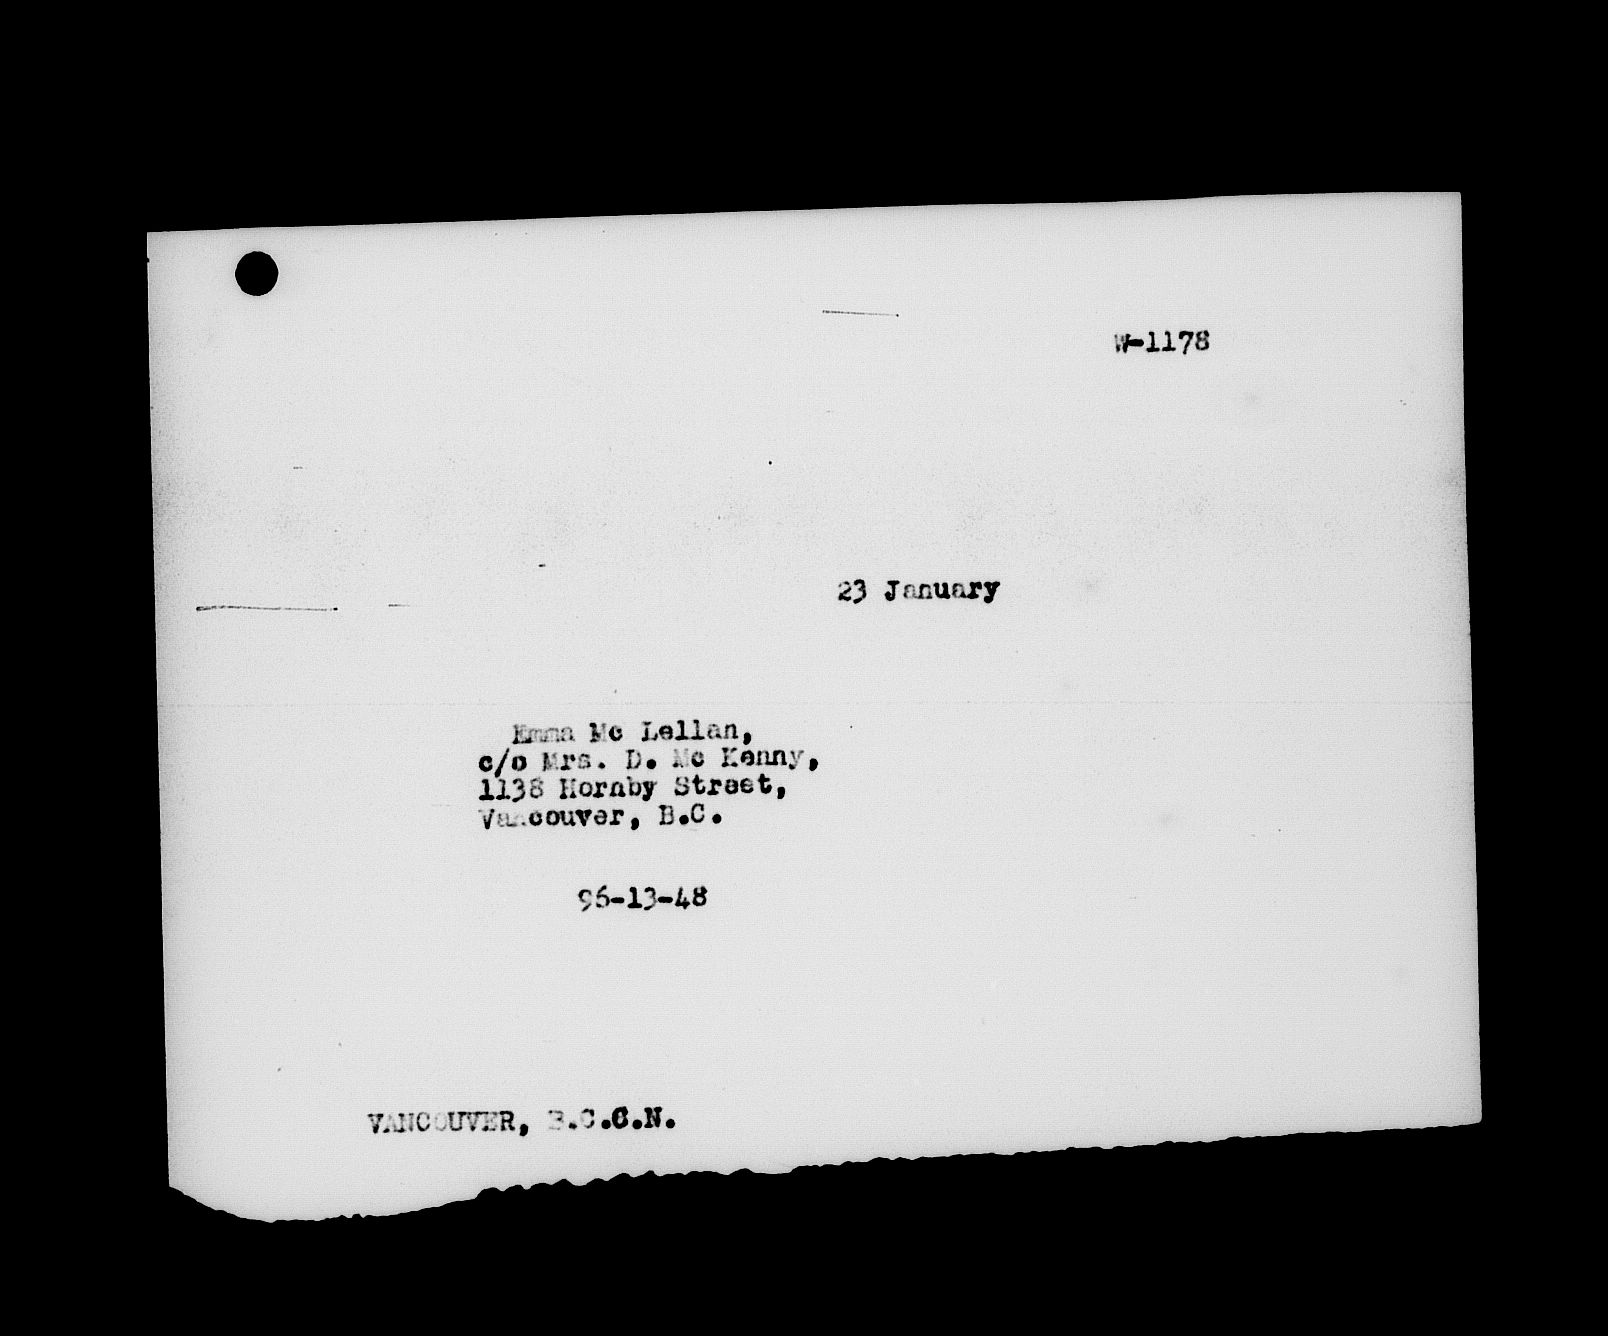 W-1178
23 January
Emma Mc Lellan,
c/o Mrs. D. Mc Kenny,
1138 Hornby Street,
Vancouver, B.C.
96-13-48
VANCOUVER, B.C.C.N.